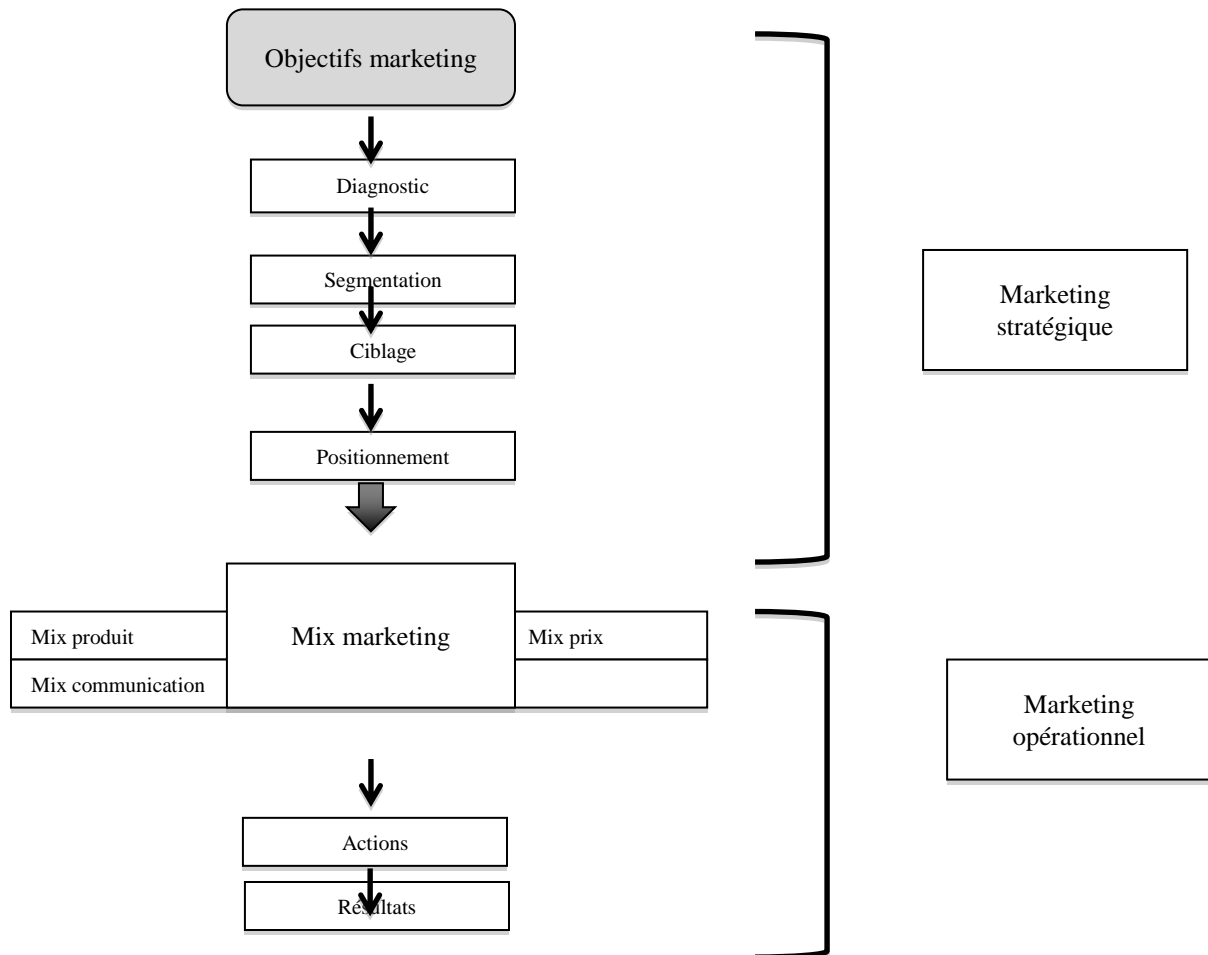 Objectifs marketing
Diagnostic
Segmentation
Ciblage
Positionnement
Marketing
stratégique
Mix produit
Mix marketing
Mix prix
Mix communication
Marketing
opérationnel
Actions
Résultats